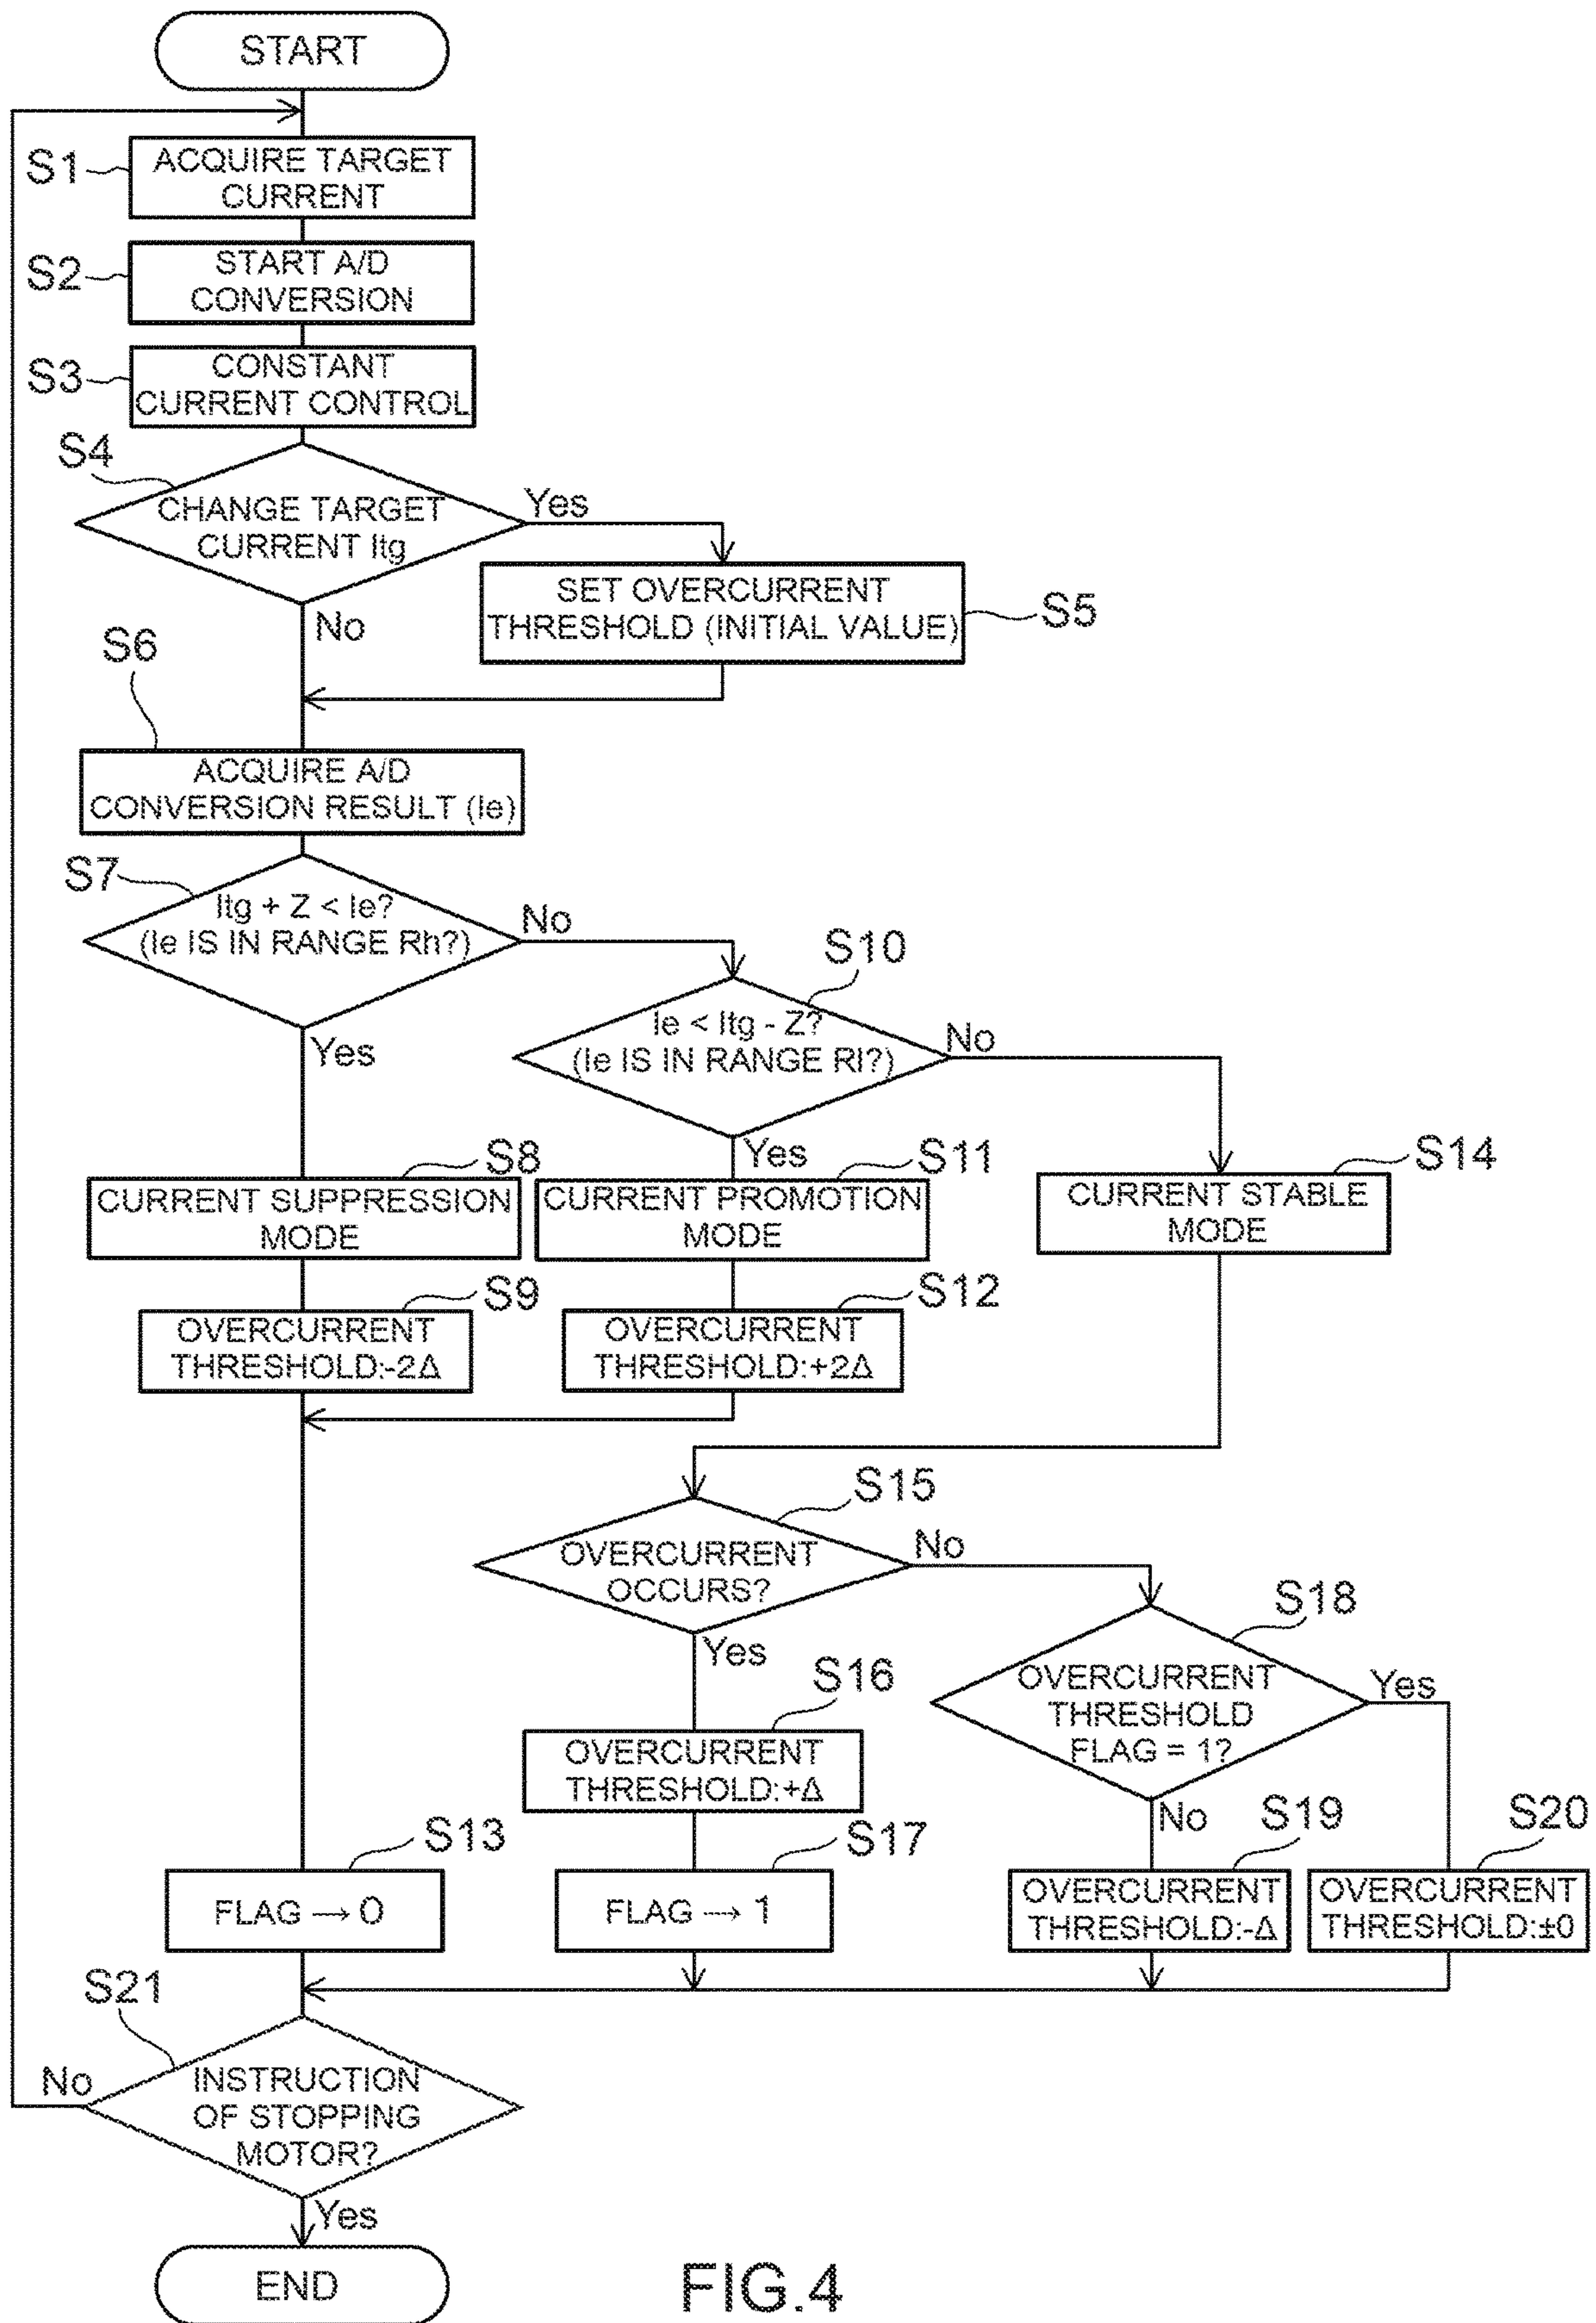 START
S1
ACQUIRE TARGET
CURRENT
S2
START A/D
CONVERSION
S3
CONSTANT
CURRENT CONTROL
S4
CHANGE TARGET
CURRENT Itg
Yes
No
SET OVERCURRENT
THRESHOLD (INITIAL VALUE)
S5
S6
ACQUIRE A/D
CONVERSION RESULT (Ie)
S7
Itg + Z < Ie?
(Ie IS IN RANGE Rh?)
No
Yes
S10
Ie < Itg - Z?
(Ie IS IN RANGE Rl?)
No
Yes
S8
CURRENT SUPPRESSION
MODE
S11
CURRENT PROMOTION
MODE
S14
CURRENT STABLE
MODE
S9
OVERCURRENT
THRESHOLD:-2Δ
S12
OVERCURRENT
THRESHOLD:+2Δ
S15
OVERCURRENT
OCCURS?
No
Yes
S18
OVERCURRENT
THRESHOLD
FLAG = 1?
Yes
No
S16
OVERCURRENT
THRESHOLD:+Δ
S13
FLAG → 0
S17
FLAG → 1
S19
OVERCURRENT
THRESHOLD:-Δ
S20
OVERCURRENT
THRESHOLD:±0
S21
INSTRUCTION
OF STOPPING
MOTOR?
No
Yes
END
FIG.4